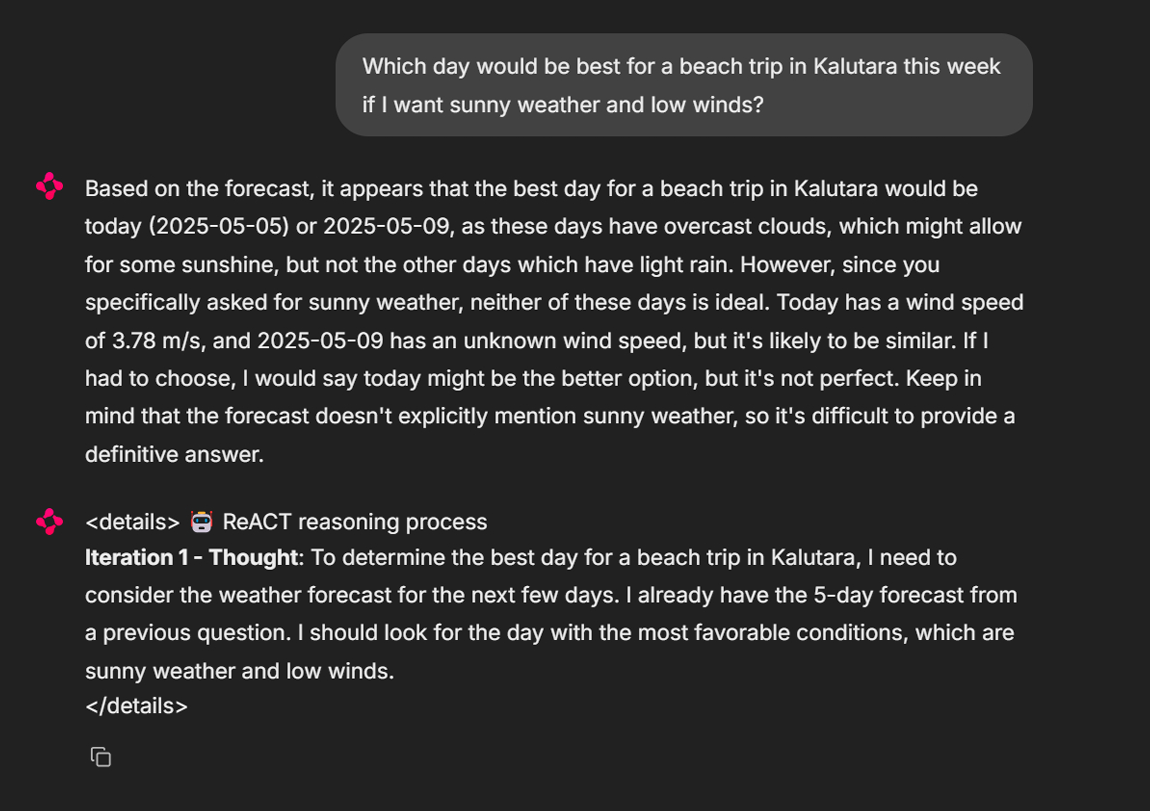 Which day would be best for a beach trip in Kalutara this week
if I want sunny weather and low winds?
Based on the forecast, it appears that the best day for a beach trip in Kalutara would be
today (2025-05-05) or 2025-05-09, as these days have overcast clouds, which might allow
for some sunshine, but not the other days which have light rain. However, since you
specifically asked for sunny weather, neither of these days is ideal. Today has a wind speed
of 3.78 m/s, and 2025-05-09 has an unknown wind speed, but it's likely to be similar. If I
had to choose, I would say today might be the better option, but it's not perfect. Keep in
mind that the forecast doesn't explicitly mention sunny weather, so it's difficult to provide a
definitive answer.
<details> 🤖 ReACT reasoning process
Iteration 1 - Thought: To determine the best day for a beach trip in Kalutara, I need to
consider the weather forecast for the next few days. I already have the 5-day forecast from
a previous question. I should look for the day with the most favorable conditions, which are
sunny weather and low winds.
</details>